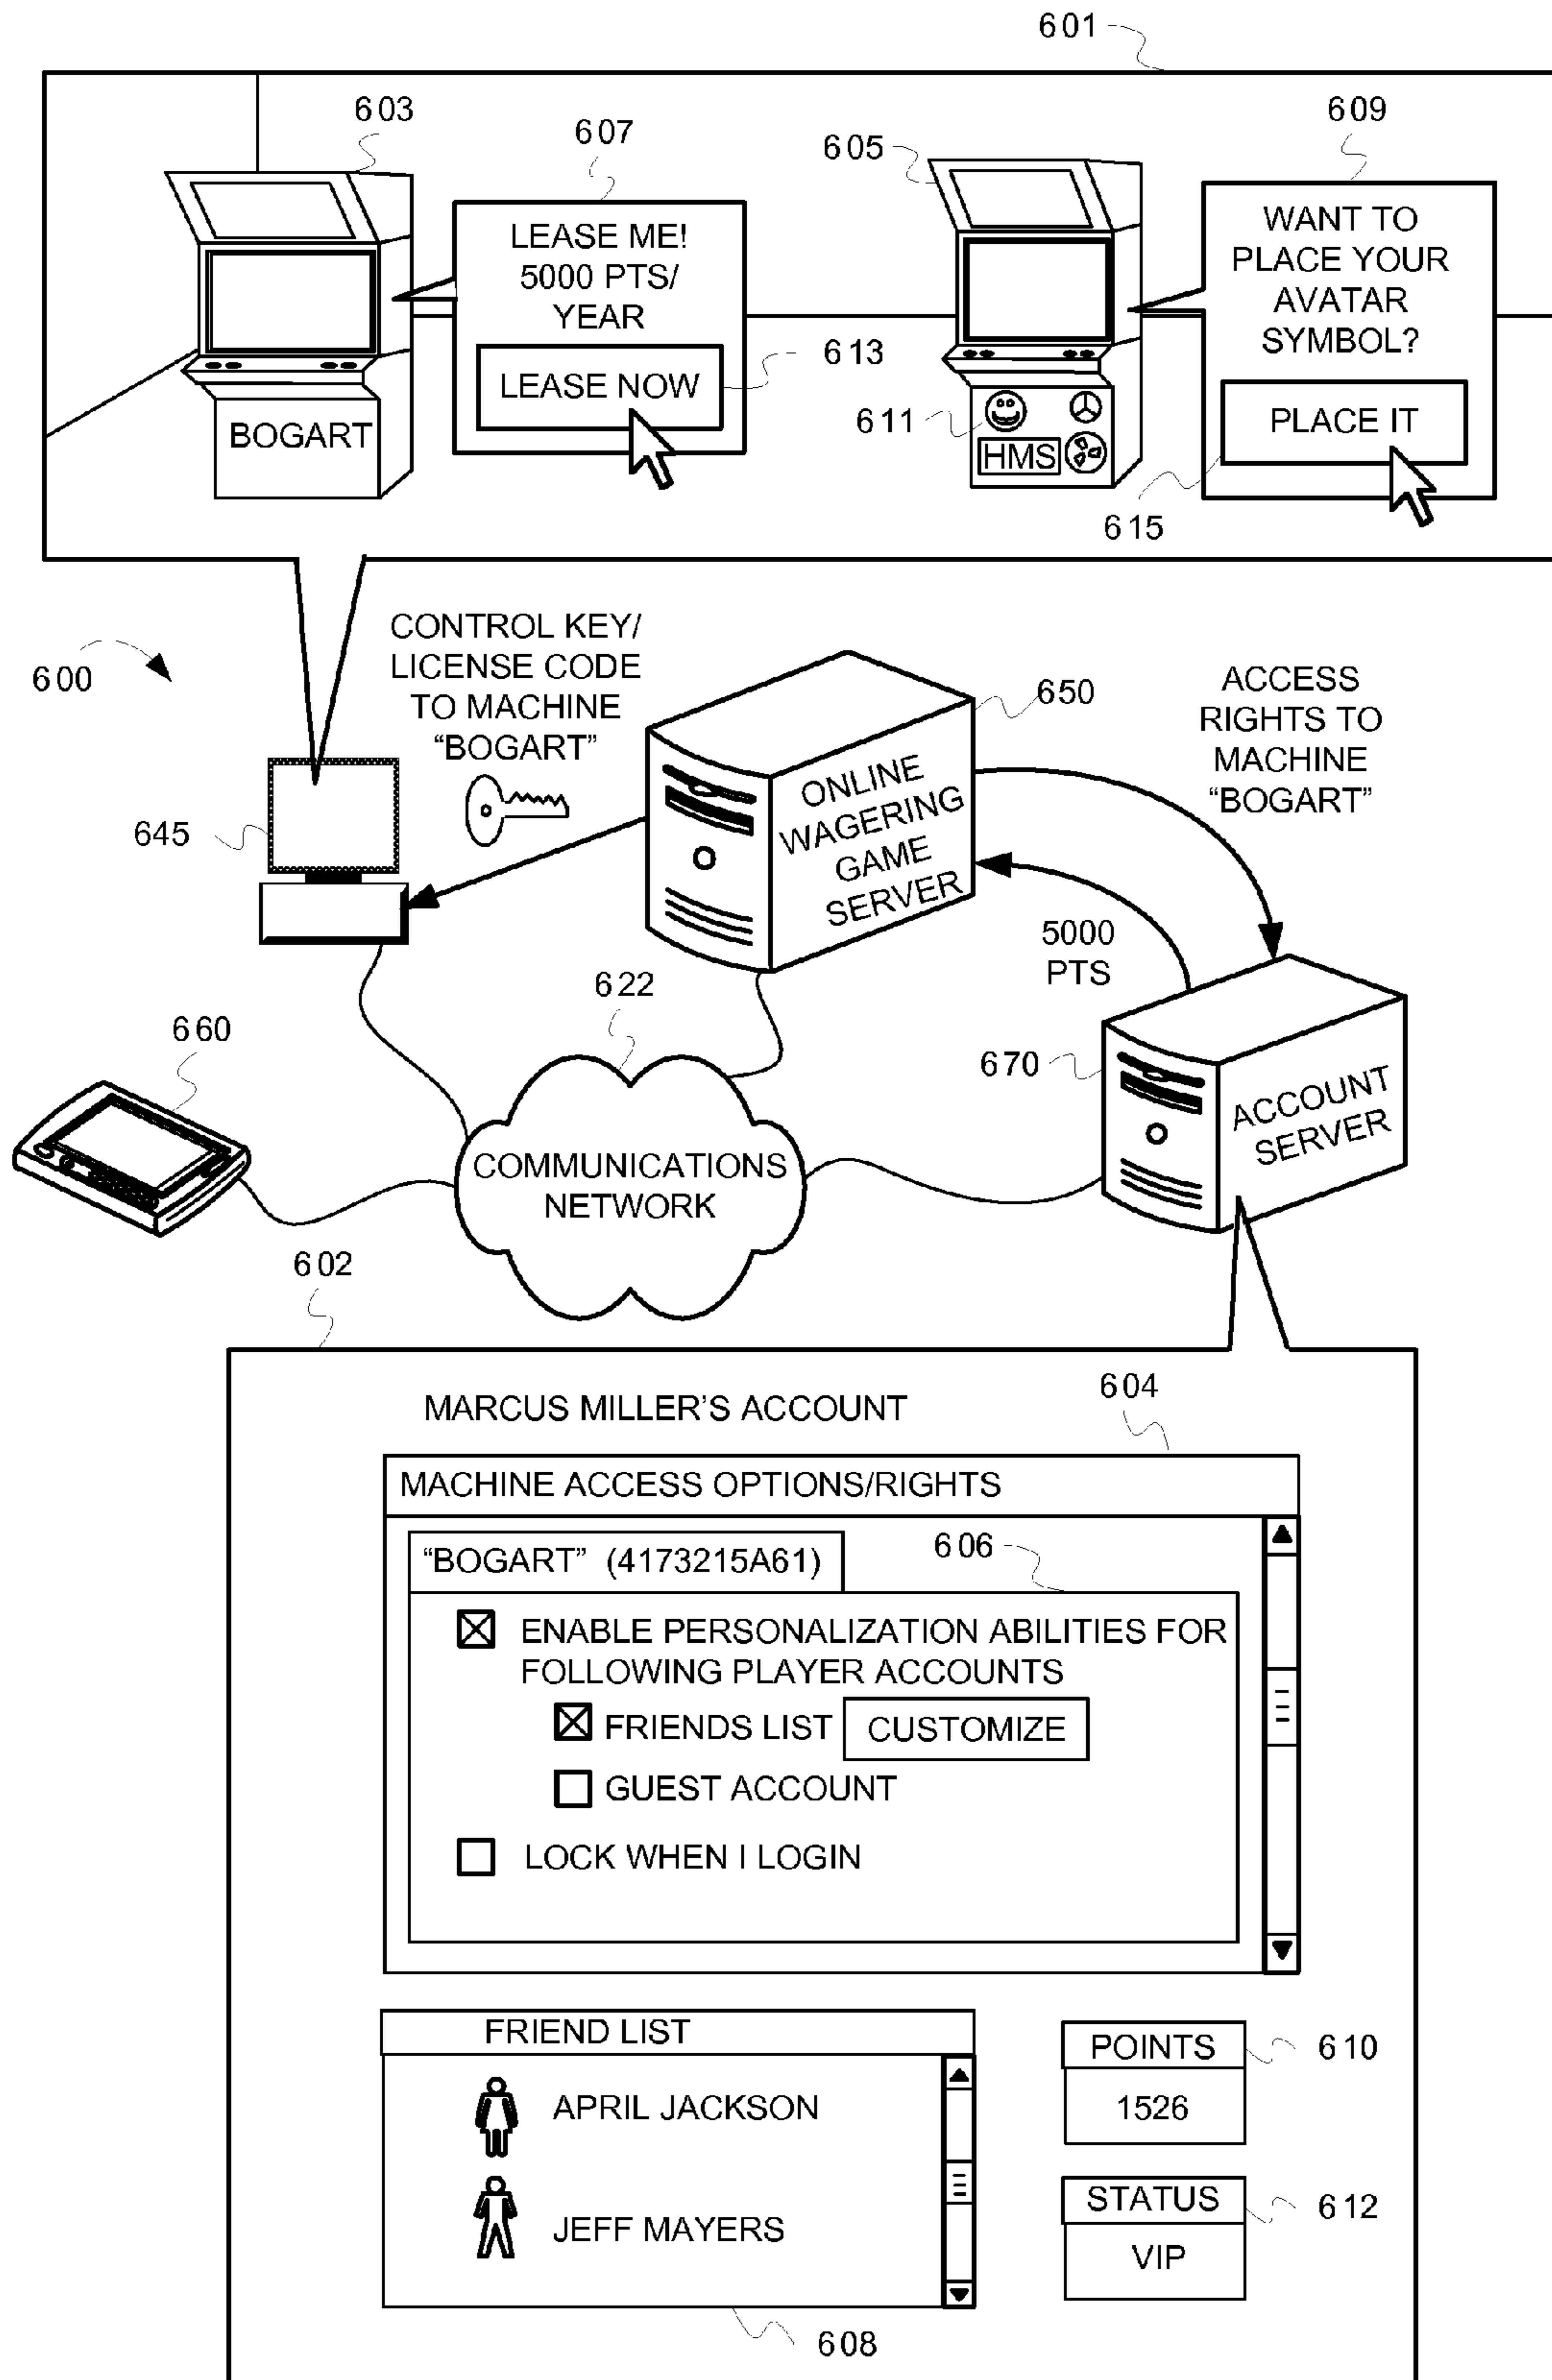 601
603
607
605
609
LEASE ME!
5000 PTS/
YEAR
LEASE NOW
613
WANT TO
PLACE YOUR
AVATAR
SYMBOL?
PLACE IT
611
BOGART
HMS
615
600
CONTROL KEY/
LICENSE CODE
TO MACHINE
“BOGART”
650
ACCESS
RIGHTS TO
MACHINE
“BOGART”
645
ONLINE
WAGERING
GAME
SERVER
5000
PTS
622
660
670
ACCOUNT
SERVER
COMMUNICATIONS
NETWORK
602
604
MARCUS MILLER’S ACCOUNT
MACHINE ACCESS OPTIONS/RIGHTS
“BOGART” (4173215A61)
606
ENABLE PERSONALIZATION ABILITIES FOR
FOLLOWING PLAYER ACCOUNTS
FRIENDS LIST
CUSTOMIZE
GUEST ACCOUNT
LOCK WHEN I LOGIN
FRIEND LIST
APRIL JACKSON
JEFF MAYERS
608
POINTS
610
1526
STATUS
612
VIP